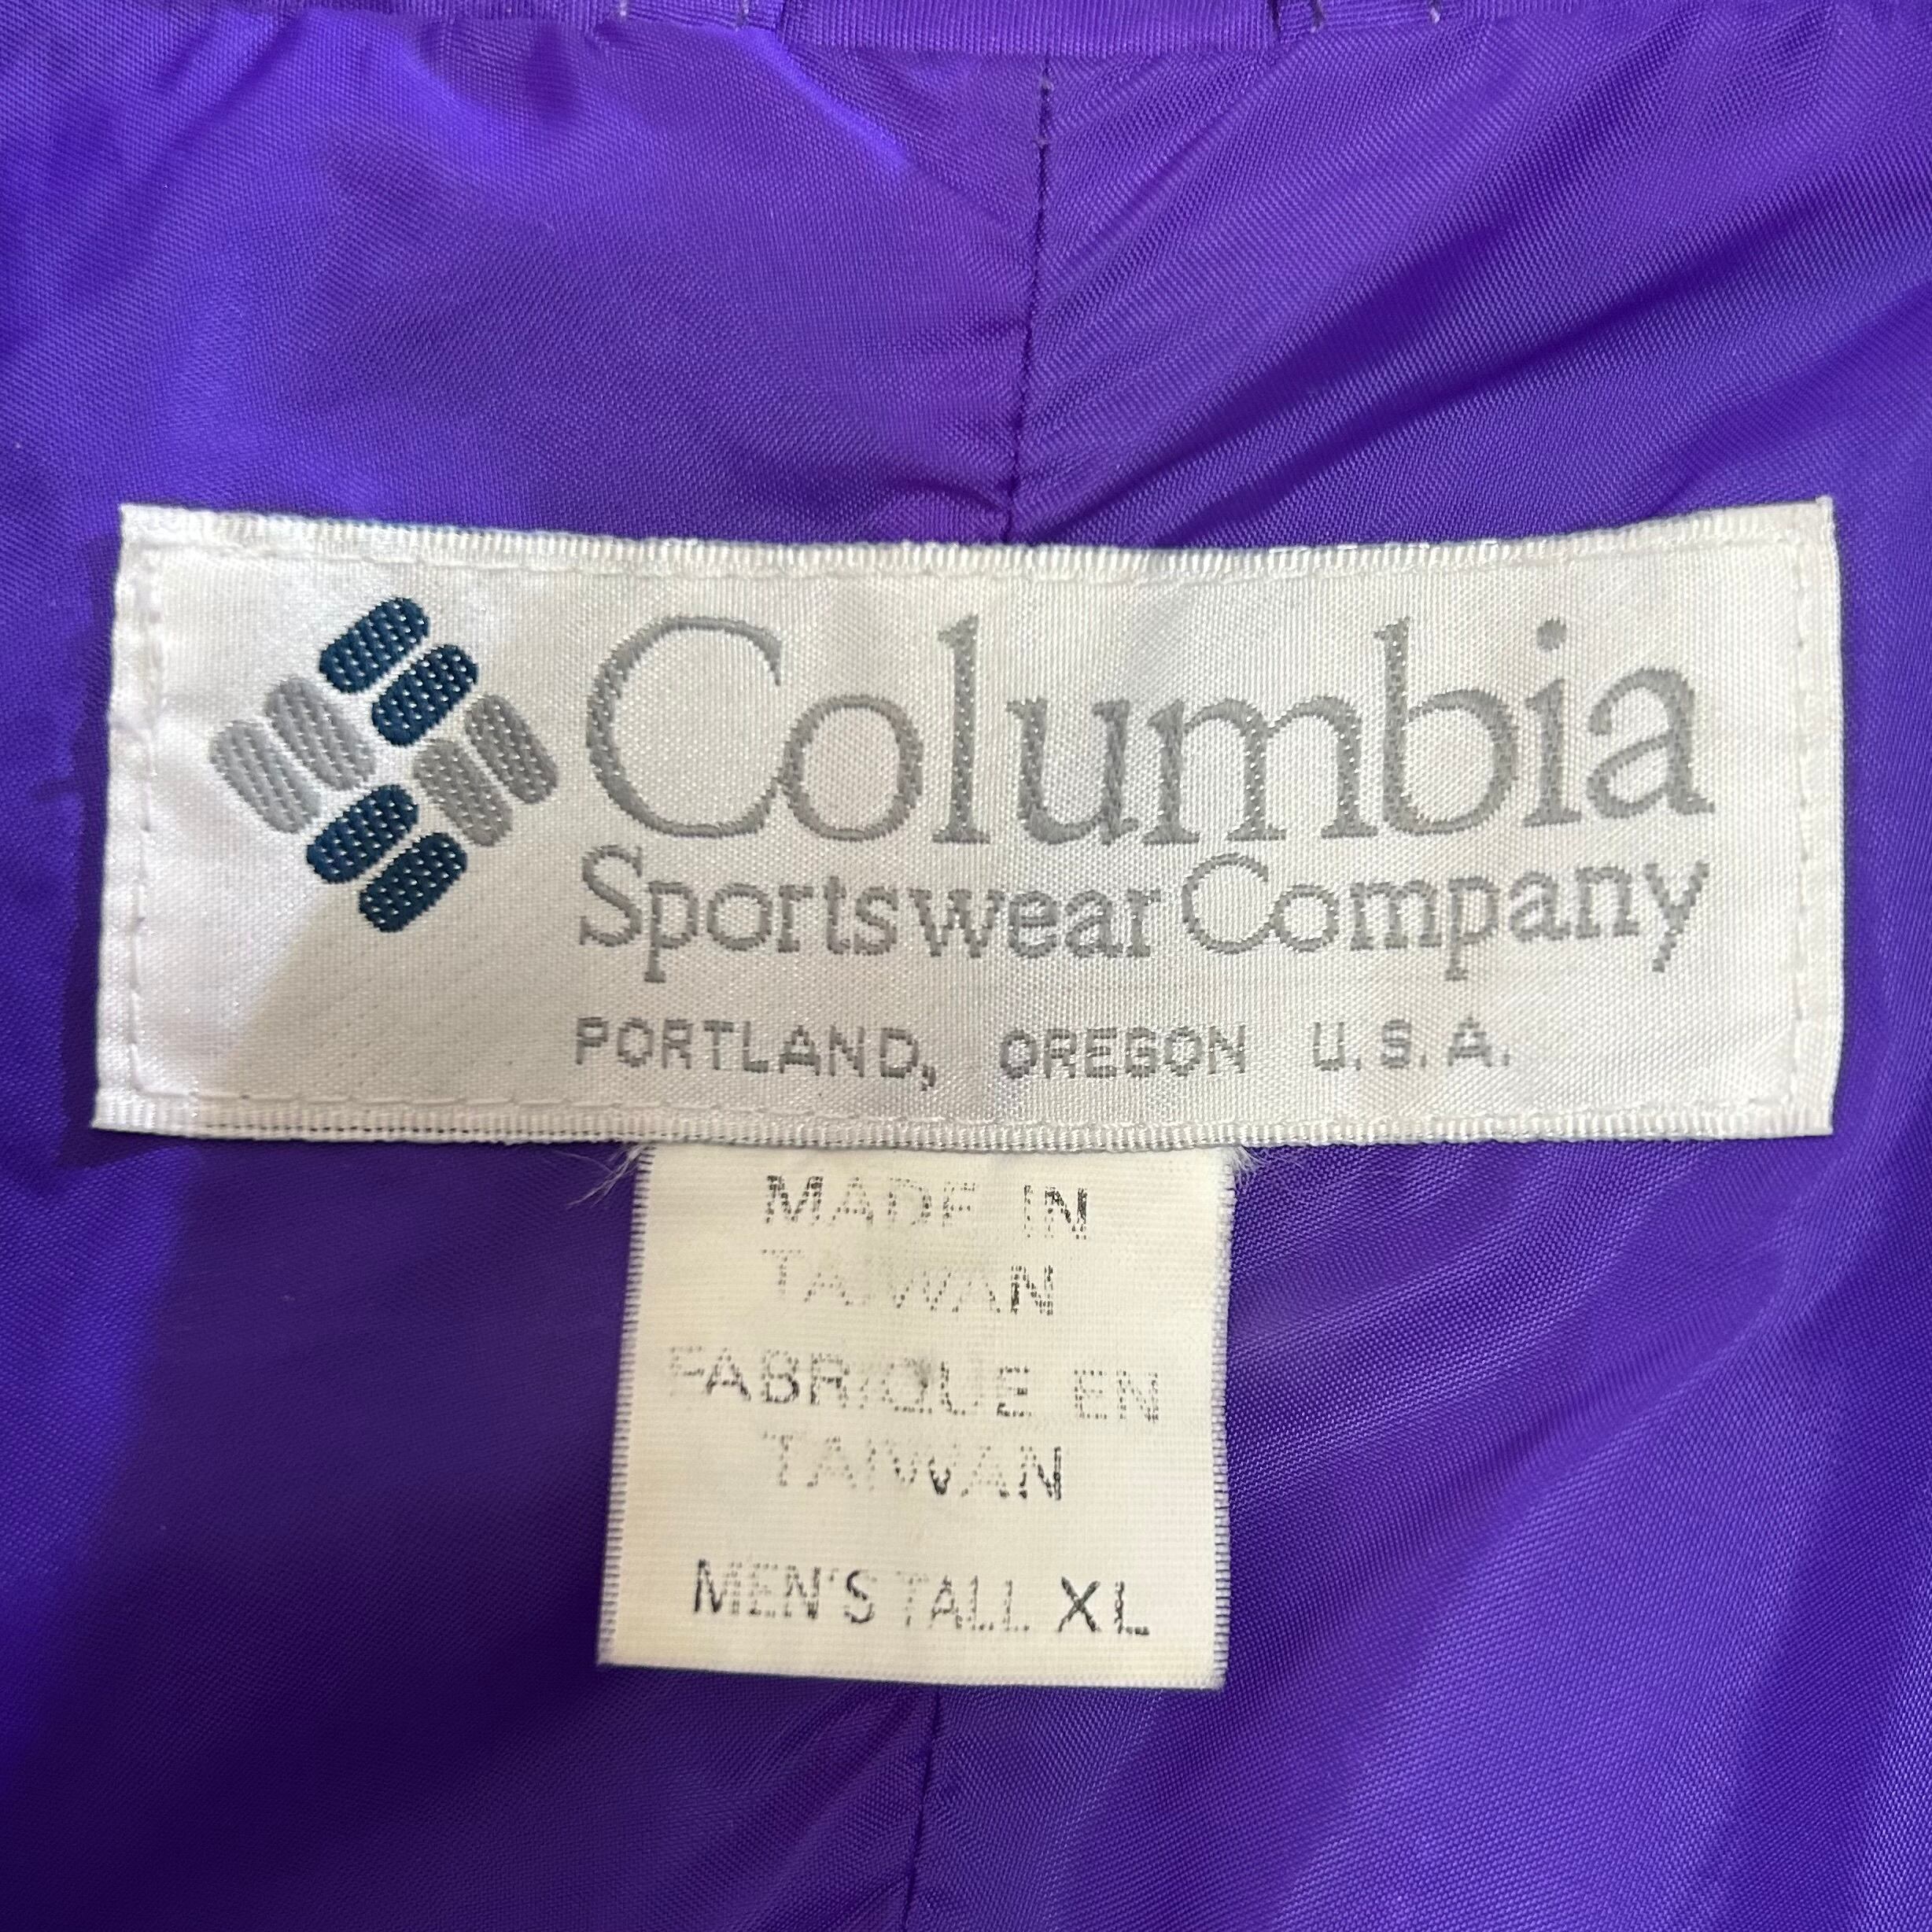 Columbia
Sportswear Company
PORTLAND, OREGON U.S.A.
MADE IN
TAIWAN
FABRIQUE EN
TAIWAN
MEN'S TALL XL